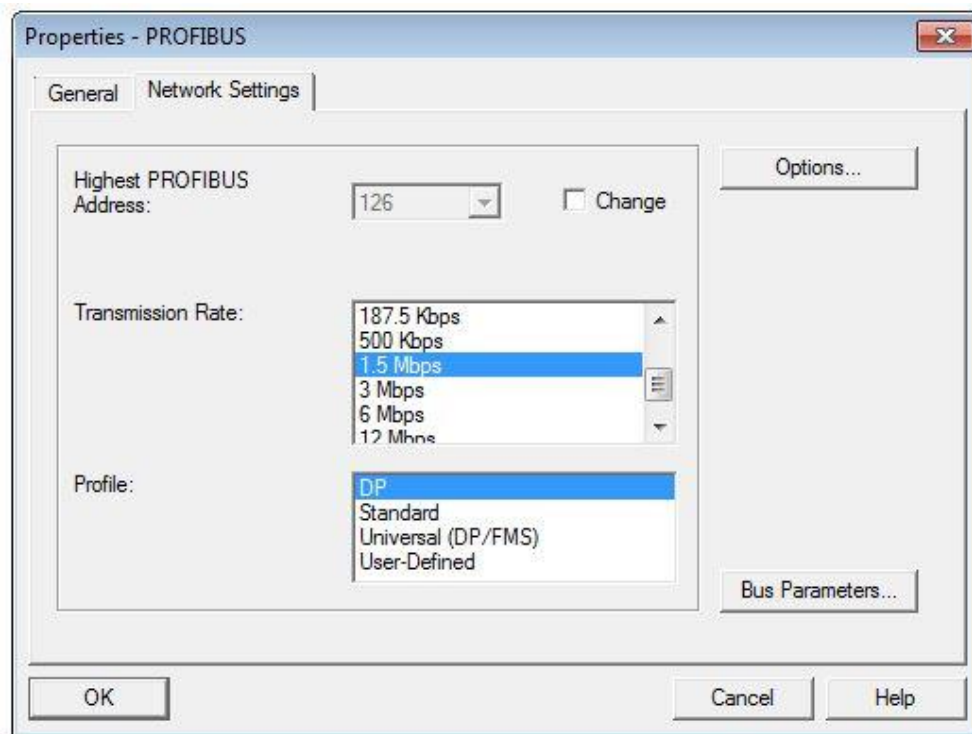 Properties - PROFIBUS
General
Network Settings
Highest PROFIBUS
Address:
126
Change
Options...
Transmission Rate:
187.5 Kbps
500 Kbps
1.5 Mbps
3 Mbps
6 Mbps
12 Mbps
Profile:
DP
Standard
Universal (DP/FMS)
User-Defined
Bus Parameters...
OK
Cancel
Help